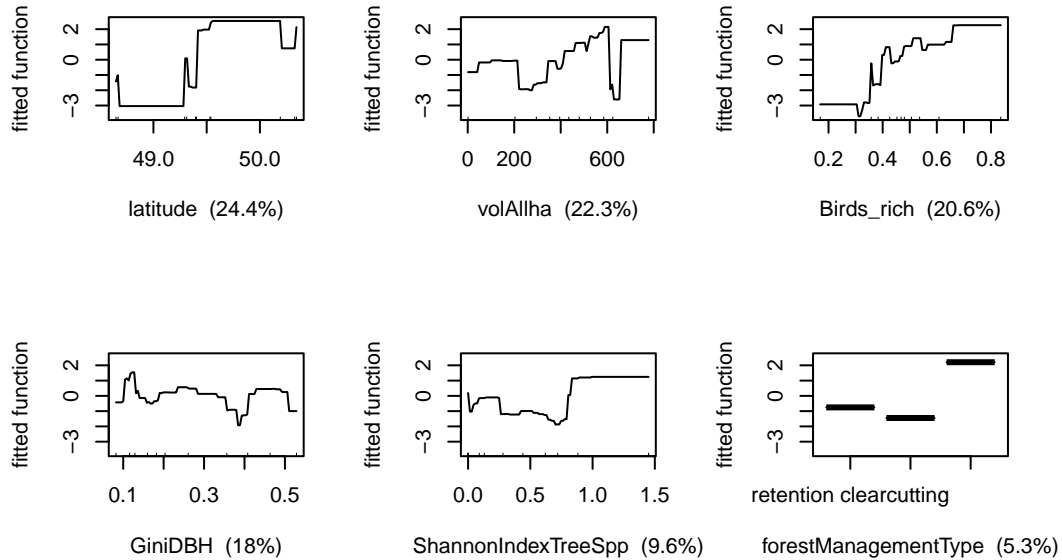 fitted function
−3
0
2
49.0
50.0
latitude (24.4%)
fitted function
−3
0
2
0
200
600
volAllha (22.3%)
fitted function
−3
0
2
0.2
0.4
0.6
0.8
Birds_rich (20.6%)
fitted function
−3
0
2
0.1
0.3
0.5
GiniDBH (18%)
fitted function
−3
0
2
0.0
0.5
1.0
1.5
ShannonIndexTreeSpp (9.6%)
fitted function
−3
0
2
retention clearcutting
forestManagementType (5.3%)